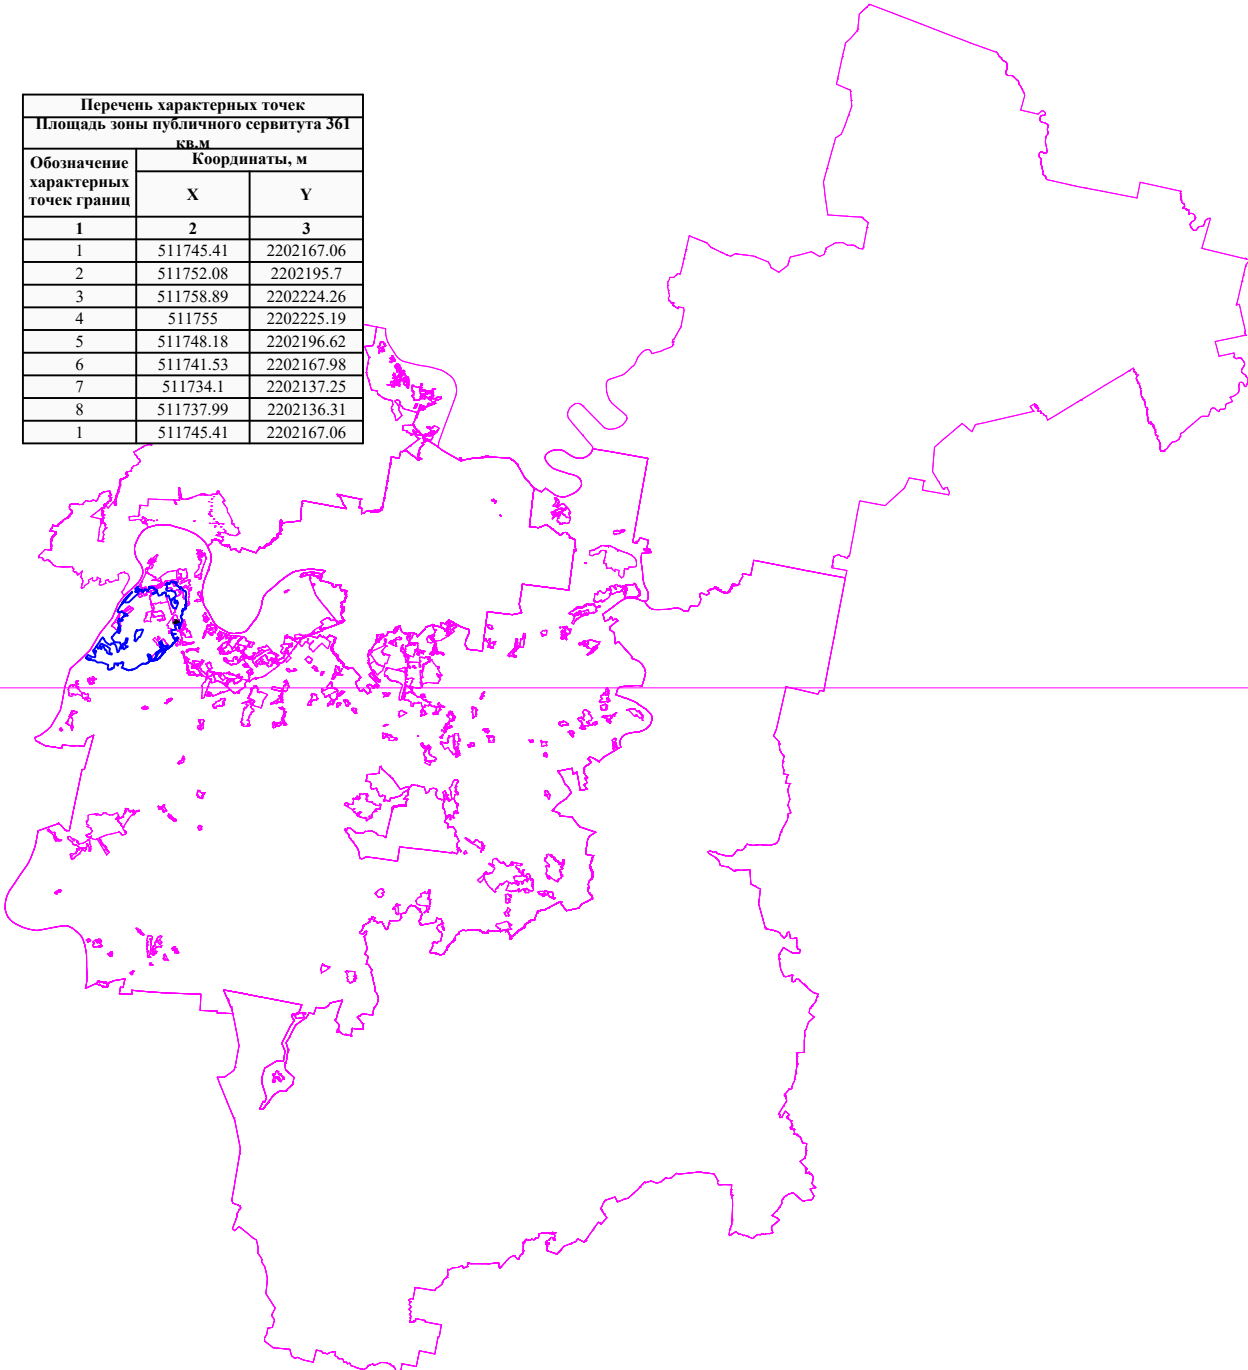 Перечень характерных точек
Площадь зоны публичного сервитута 361
кв.м
Обозначение
характерных
точек границ
Координаты, м
X Y
1 2 3
1 511745.41 2202167.06
2 511752.08 2202195.7
3 511758.89 2202224.26
4 511755 2202225.19
5 511748.18 2202196.62
6 511741.53 2202167.98
7 511734.1 2202137.25
8 511737.99 2202136.31
1 511745.41 2202167.06